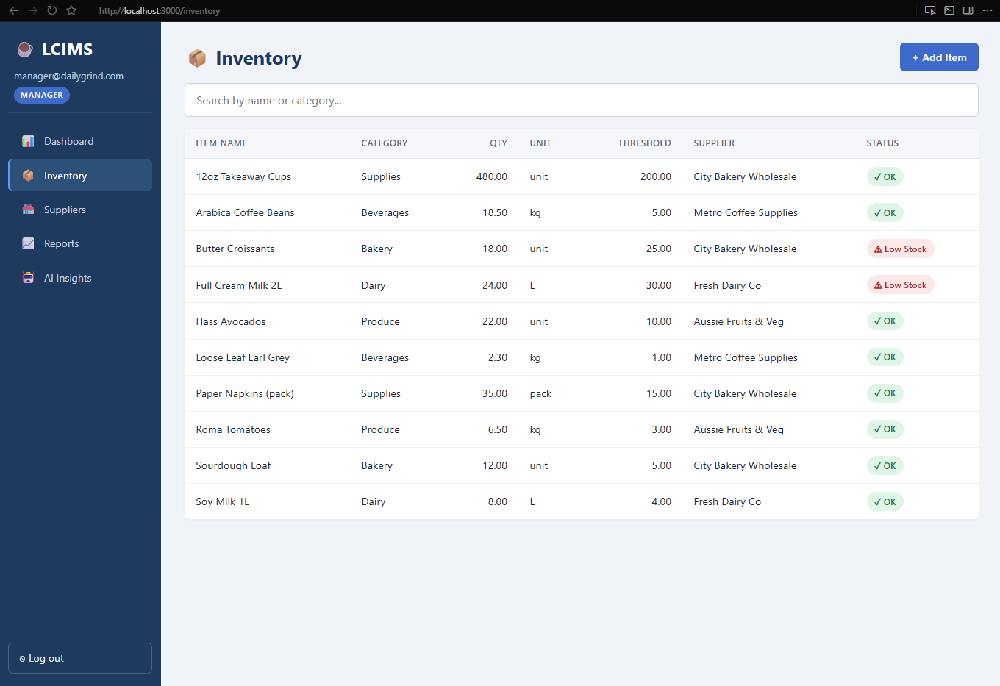 http://localhost:3000/inventory
LCIMS
manager@dailygrind.com
MANAGER
Dashboard
Inventory
Suppliers
Reports
AI Insights
Log out
Inventory
+ Add Item
Search by name or category...
ITEM NAME CATEGORY QTY UNIT THRESHOLD SUPPLIER STATUS
12oz Takeaway Cups Supplies 480.00 unit 200.00 City Bakery Wholesale ✓ OK
Arabica Coffee Beans Beverages 18.50 kg 5.00 Metro Coffee Supplies ✓ OK
Butter Croissants Bakery 18.00 unit 25.00 City Bakery Wholesale ⚠ Low Stock
Full Cream Milk 2L Dairy 24.00 L 30.00 Fresh Dairy Co ⚠ Low Stock
Hass Avocados Produce 22.00 unit 10.00 Aussie Fruits & Veg ✓ OK
Loose Leaf Earl Grey Beverages 2.30 kg 1.00 Metro Coffee Supplies ✓ OK
Paper Napkins (pack) Supplies 35.00 pack 15.00 City Bakery Wholesale ✓ OK
Roma Tomatoes Produce 6.50 kg 3.00 Aussie Fruits & Veg ✓ OK
Sourdough Loaf Bakery 12.00 unit 5.00 City Bakery Wholesale ✓ OK
Soy Milk 1L Dairy 8.00 L 4.00 Fresh Dairy Co ✓ OK